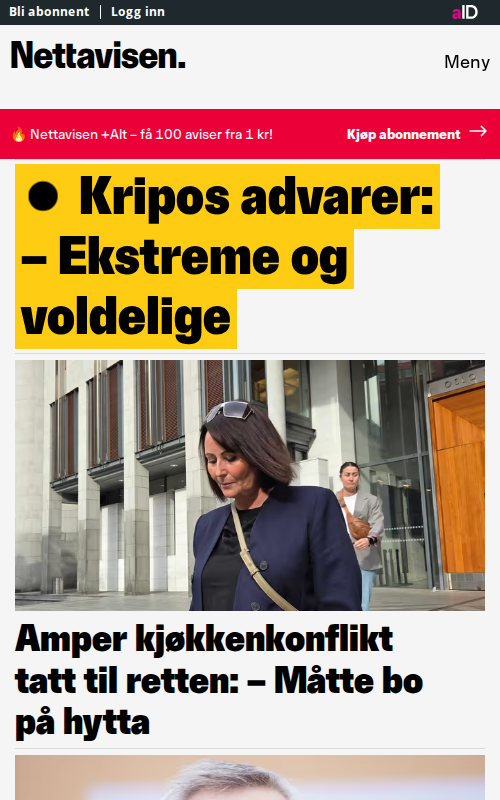 Bli abonnent | Logg inn
aID
Nettavisen.
Meny
🔥 Nettavisen +Alt – få 100 aviser fra 1 kr!
Kjøp abonnement →
● Kripos advarer:
– Ekstreme og
voldelige
OSLO
Amper kjøkkenkonflikt
tatt til retten: – Måtte bo
på hytta